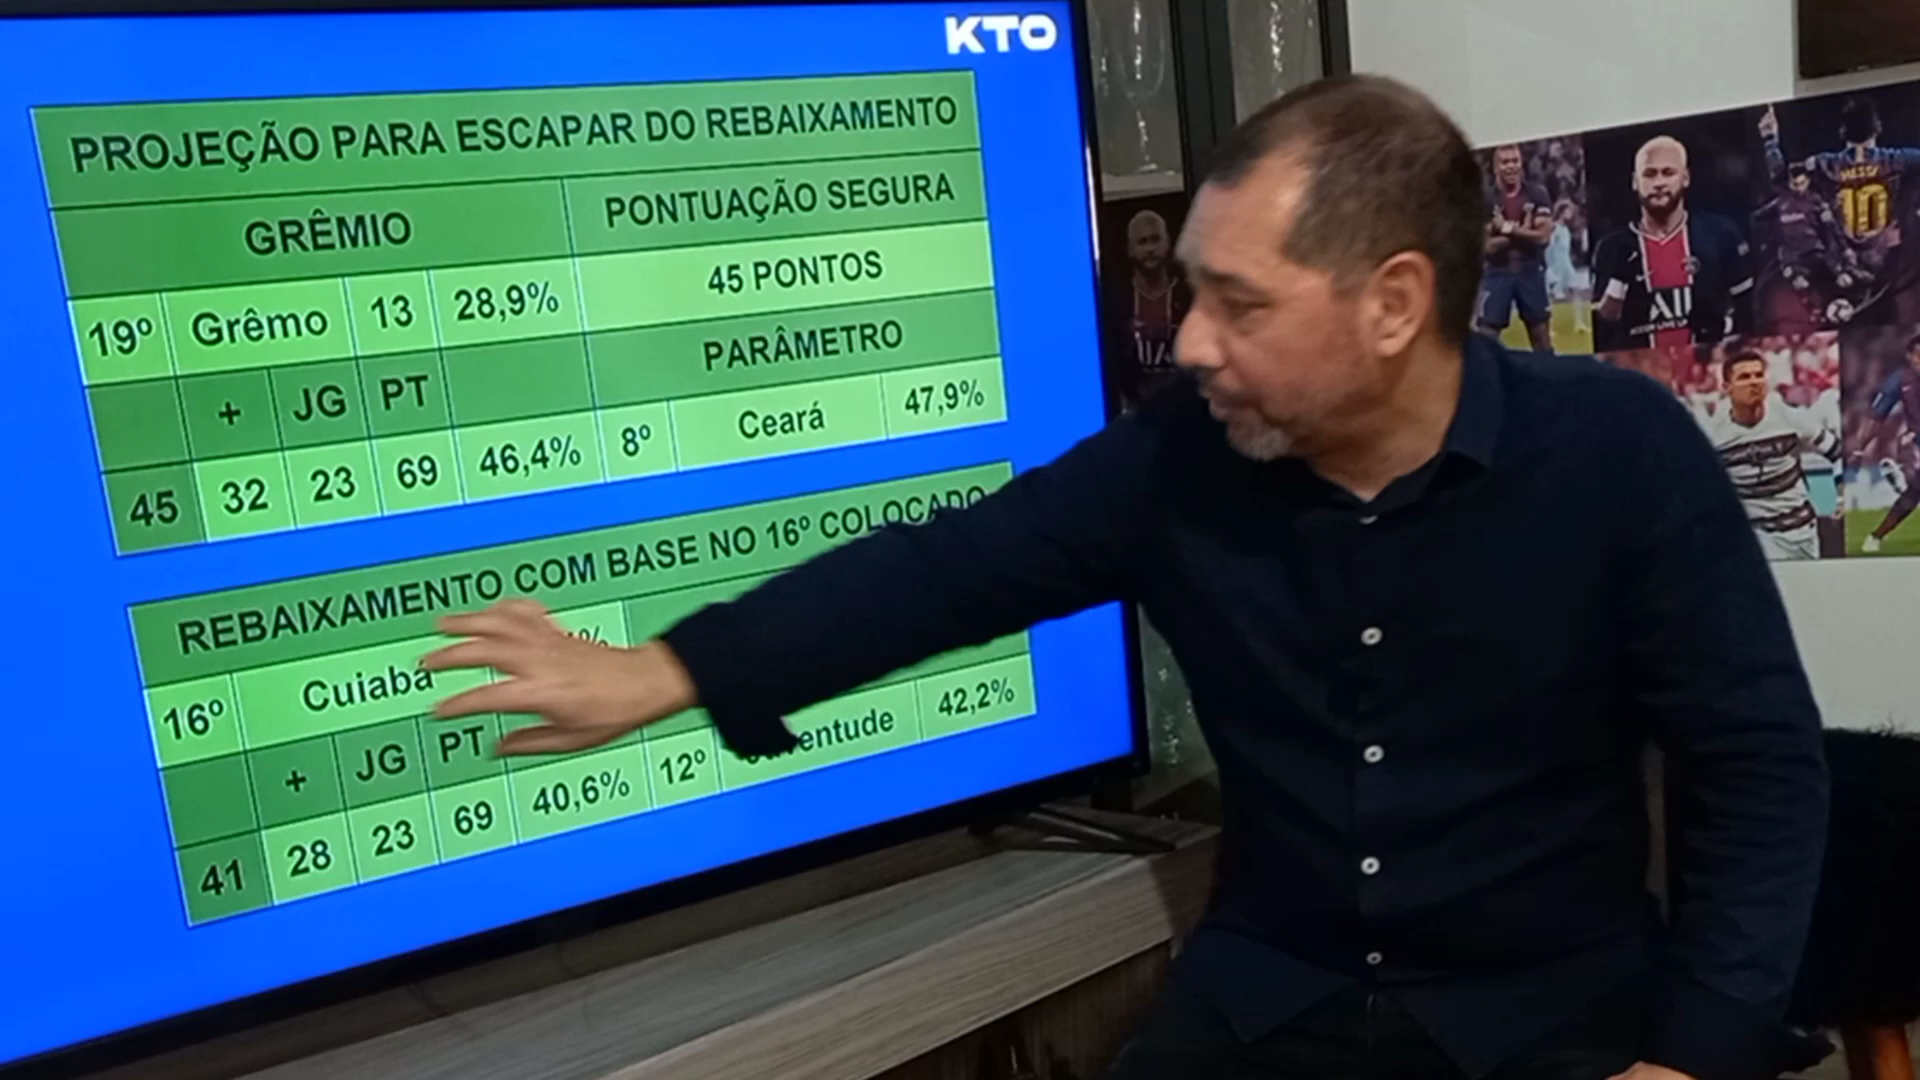 KTO
PROJEÇÃO PARA ESCAPAR DO REBAIXAMENTO
GRÊMIO PONTUAÇÃO SEGURA
19º Grêmo 13 28,9% 45 PONTOS
+ JG PT PARÂMETRO
45 32 23 69 46,4% 8º Ceará 47,9%
REBAIXAMENTO COM BASE NO 16º COLOCADO
16º Cuiabá
+ JG PT
41 28 23 69 40,6% 12º 42,2%
MESSI
10